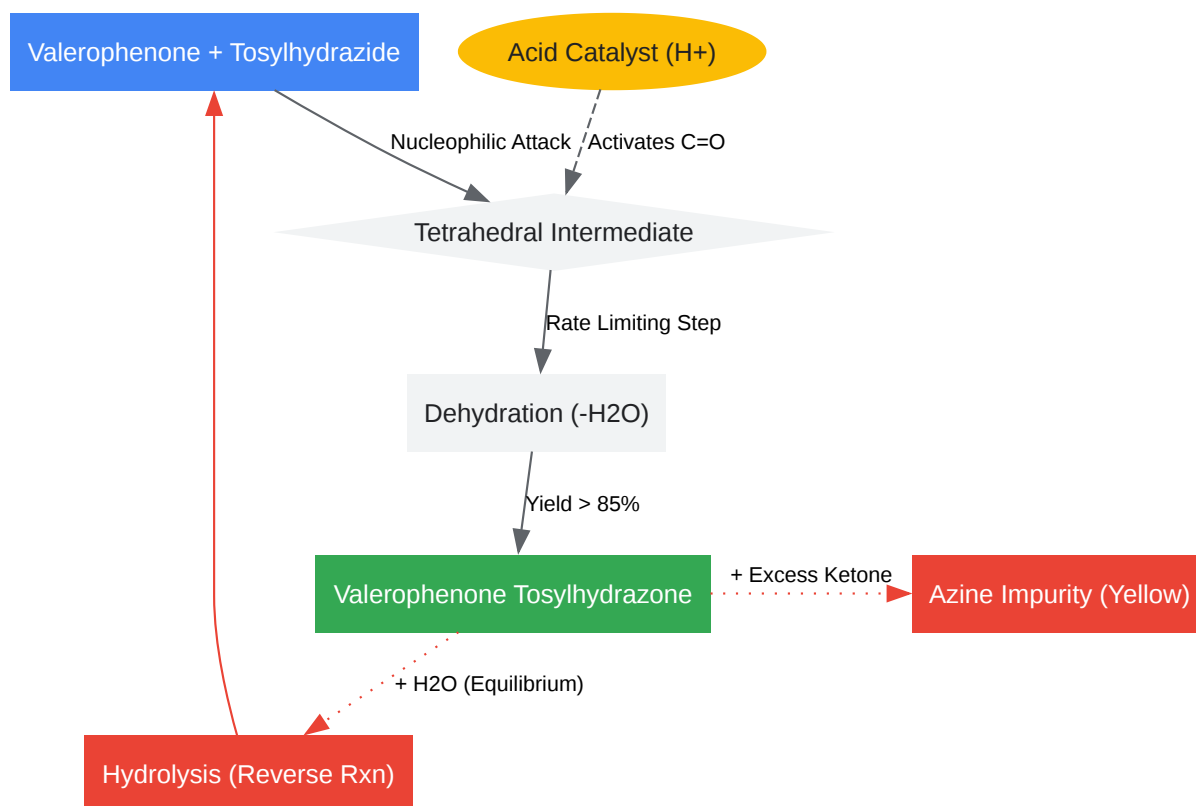 Valerophenone + Tosylhydrazide
Acid Catalyst (H+)
Nucleophilic Attack
Activates C=O
Tetrahedral Intermediate
Rate Limiting Step
Dehydration (-H2O)
Yield > 85%
Valerophenone Tosylhydrazone
+ Excess Ketone
Azine Impurity (Yellow)
+ H2O (Equilibrium)
Hydrolysis (Reverse Rxn)